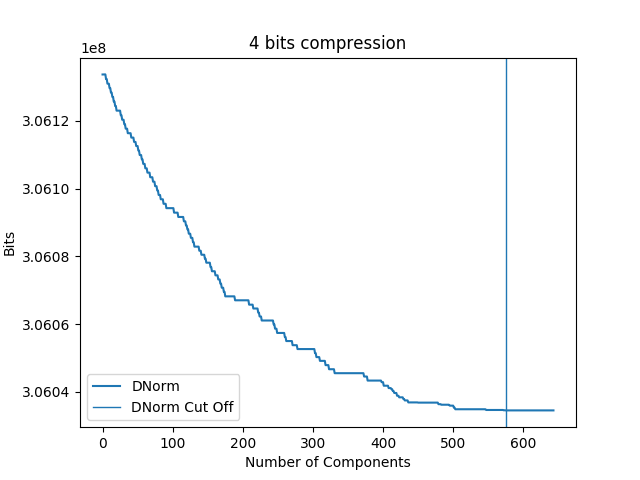 4 bits compression
1e8
3.0612
3.0610
3.0608
3.0606
3.0604
Bits
DNorm
DNorm Cut Off
0 100 200 300 400 500 600
Number of Components